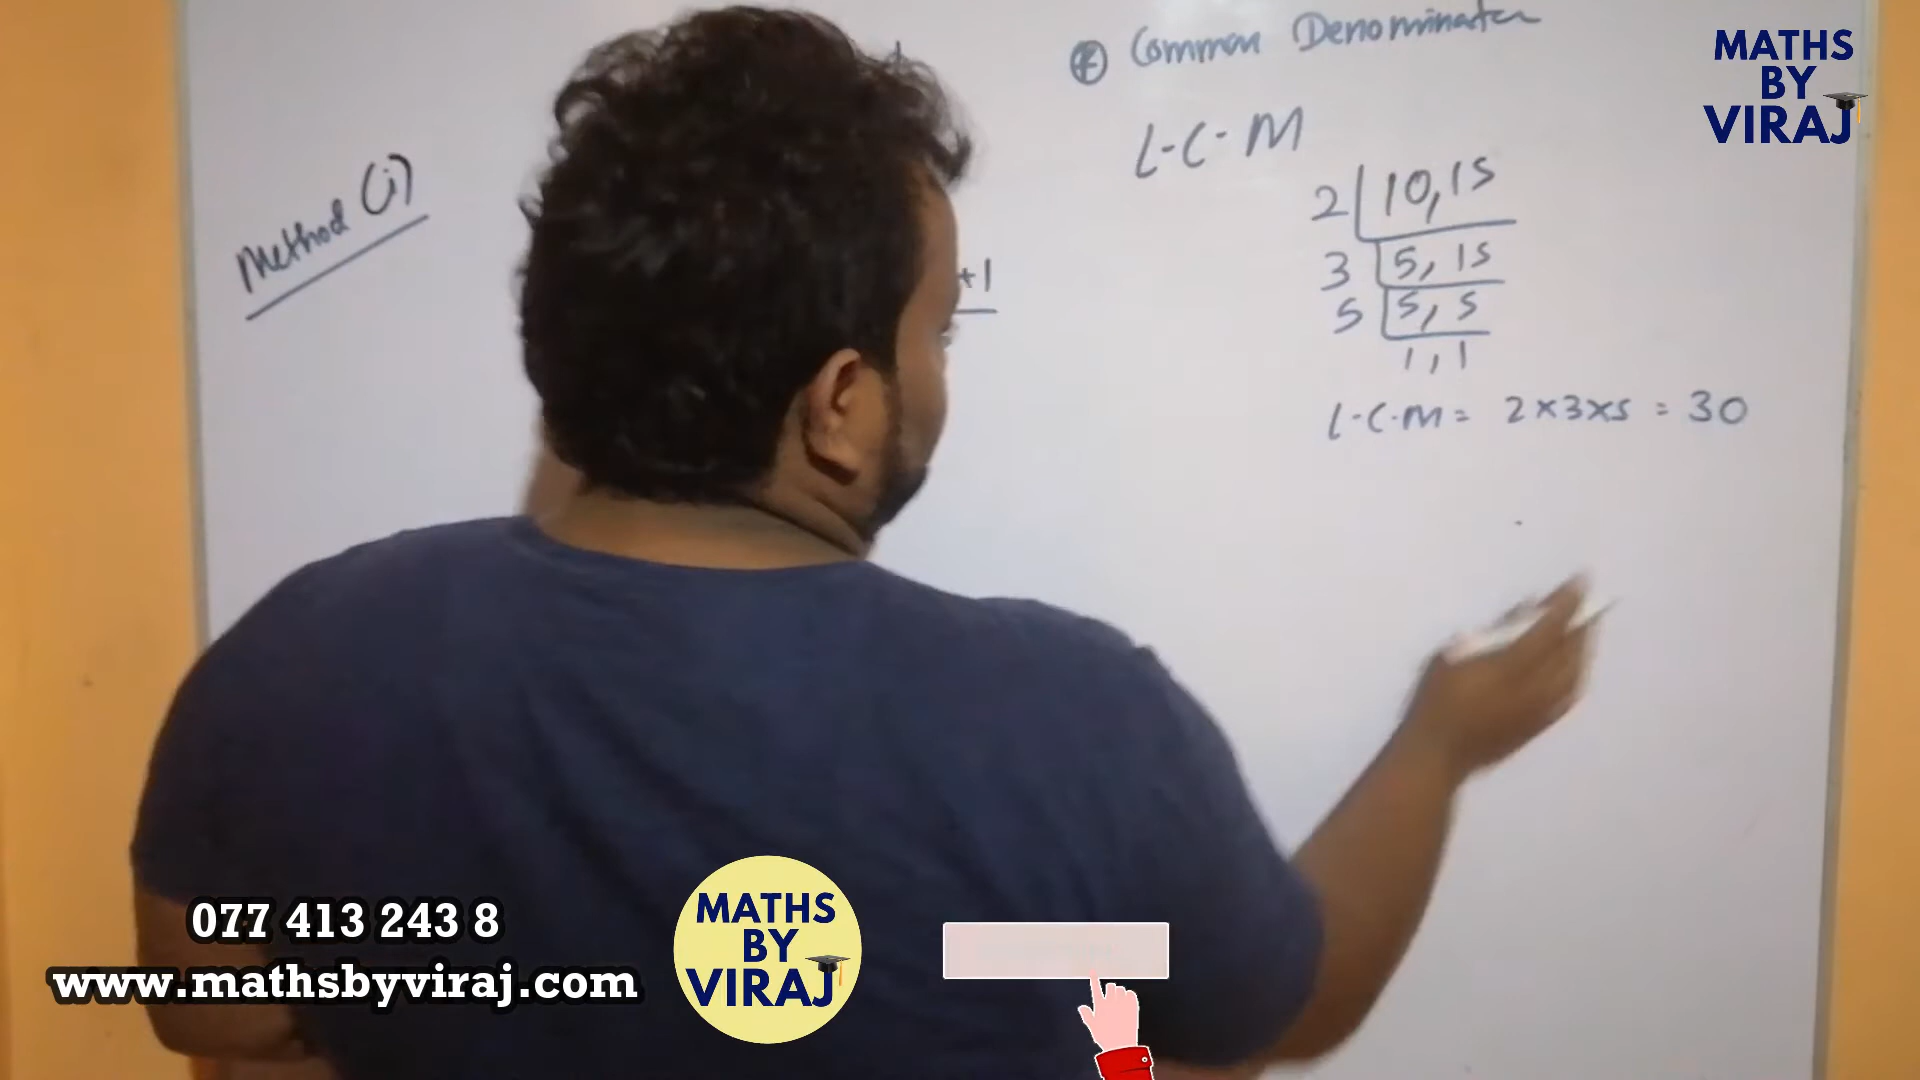 * Common Denominator
MATHS
BY
VIRAJ
L-C-M
Method (i)
2 | 10, 15
3 | 5, 15
5 | 5, 5
1, 1
+1
L-C-M = 2×3×5 = 30
077 413 243 8
www.mathsbyviraj.com
MATHS
BY
VIRAJ